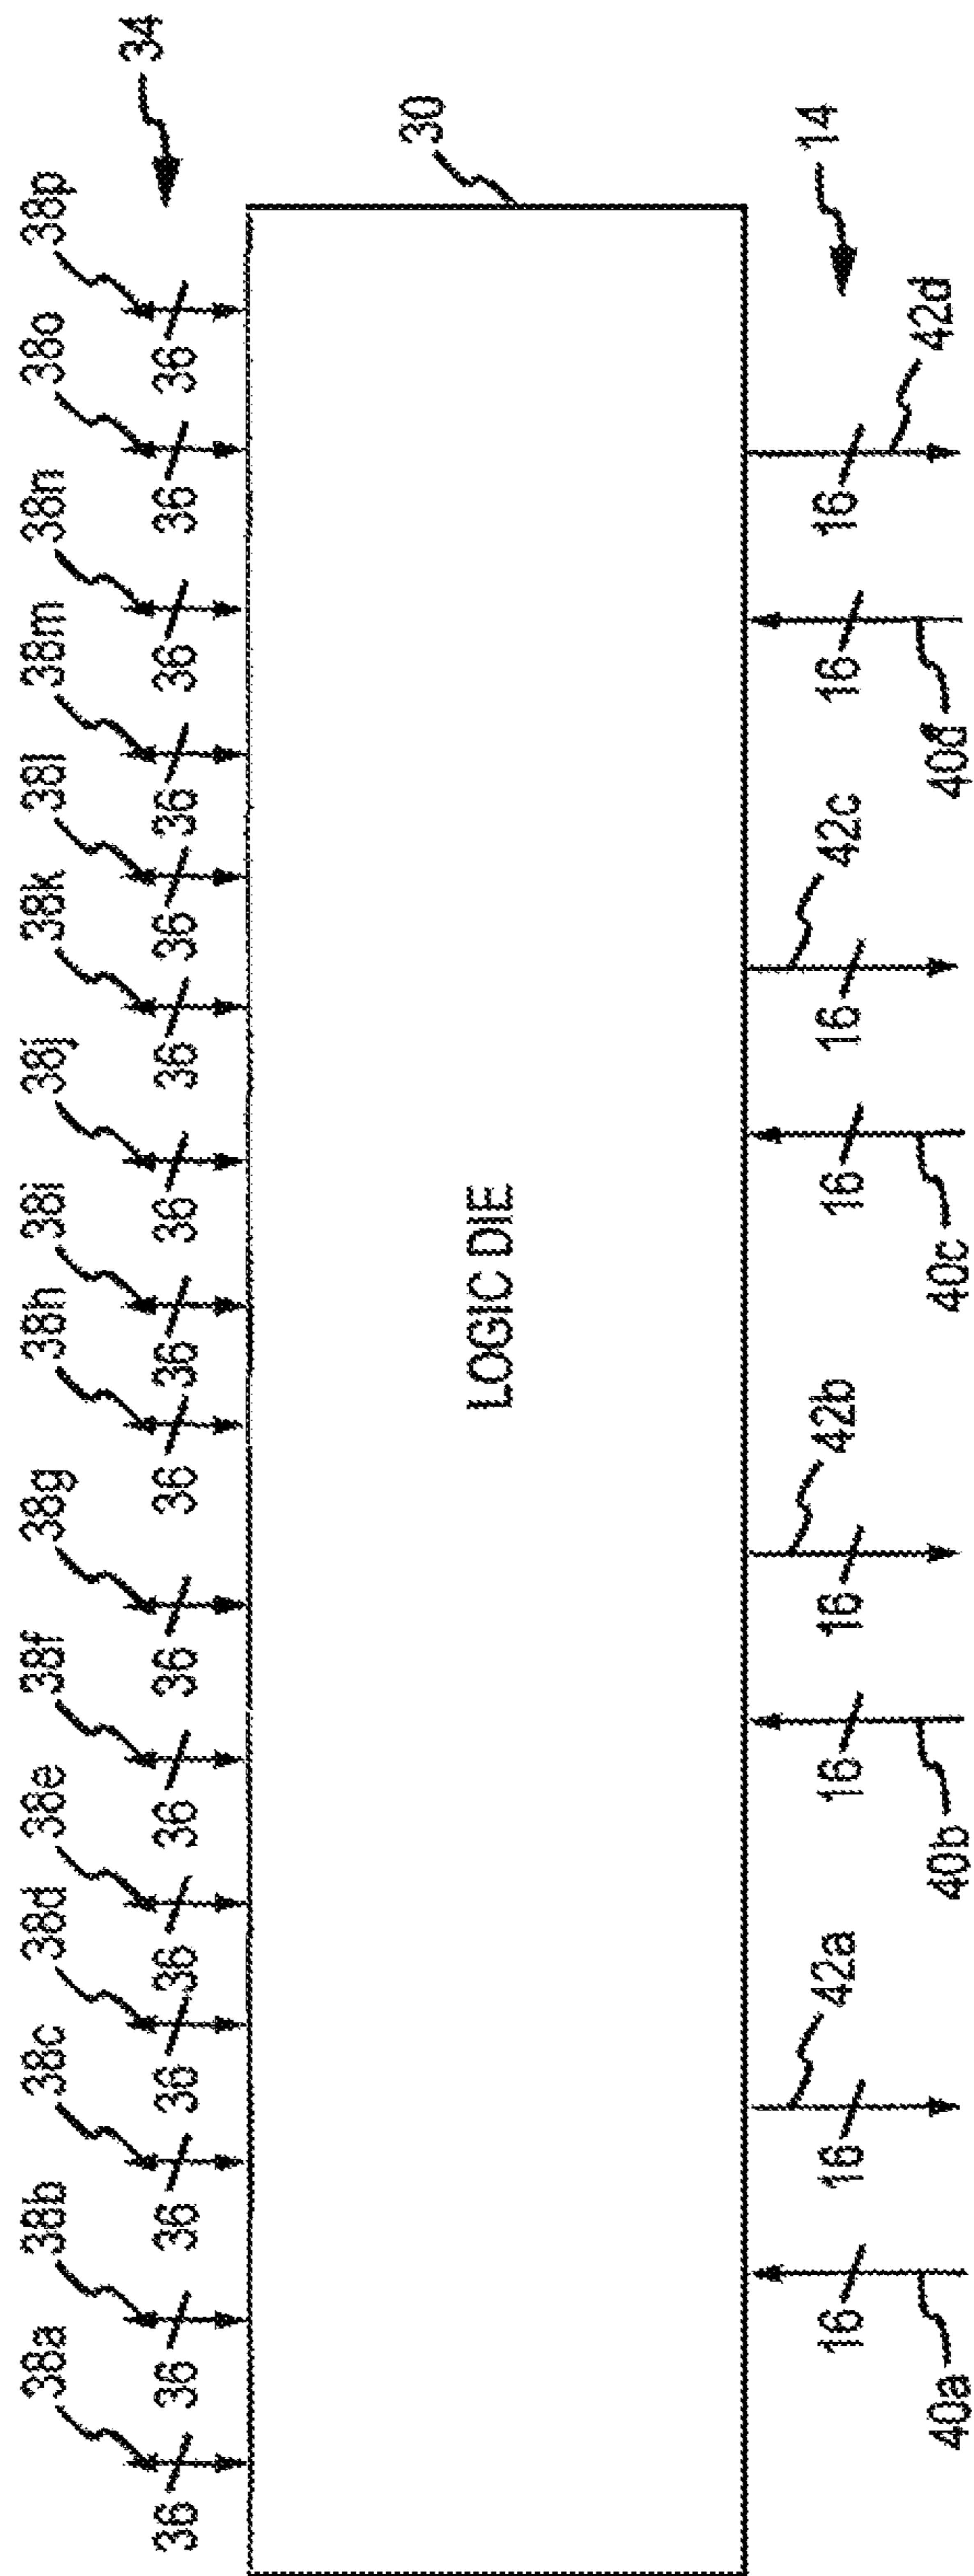 38a 38b 38c 38d 38e 38f 38g 38h 38i 38j 38k 38l 38m 38n 38o 38p 34
36 36 36 36 36 36 36 36 36 36 36 36 36 36 36 36
30
LOGIC DIE
14
16 16 16 16 16 16 16 16
42a 42b 42c 42d
40a 40b 40c 40d